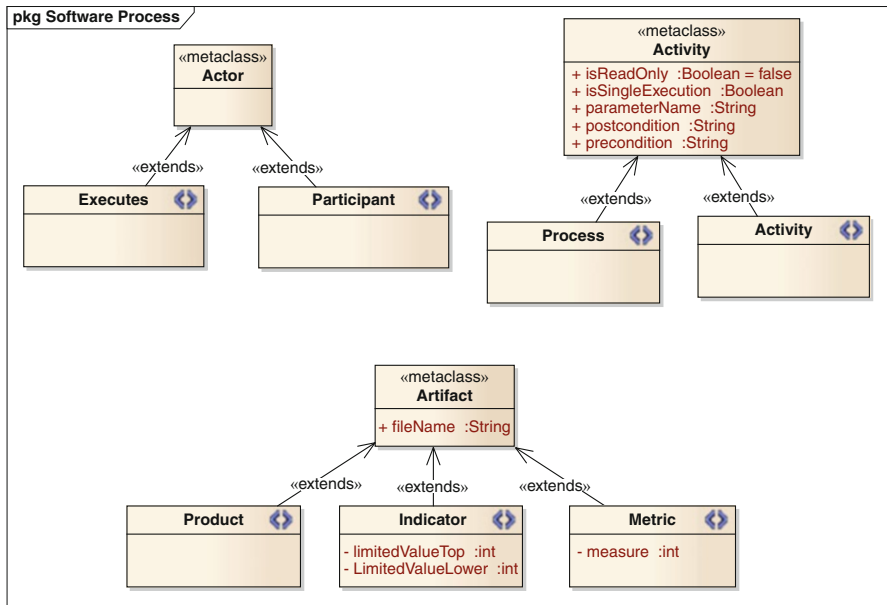 pkg Software Process
«metaclass»
Actor
«metaclass»
Activity
+ isReadOnly :Boolean = false
+ isSingleExecution :Boolean
+ parameterName :String
+ postcondition :String
+ precondition :String
«extends»
«extends»
«extends»
«extends»
Executes
Participant
Process
Activity
«metaclass»
Artifact
+ fileName :String
«extends»
«extends»
«extends»
Product
Indicator
- limitedValueTop :int
- LimitedValueLower :int
Metric
- measure :int